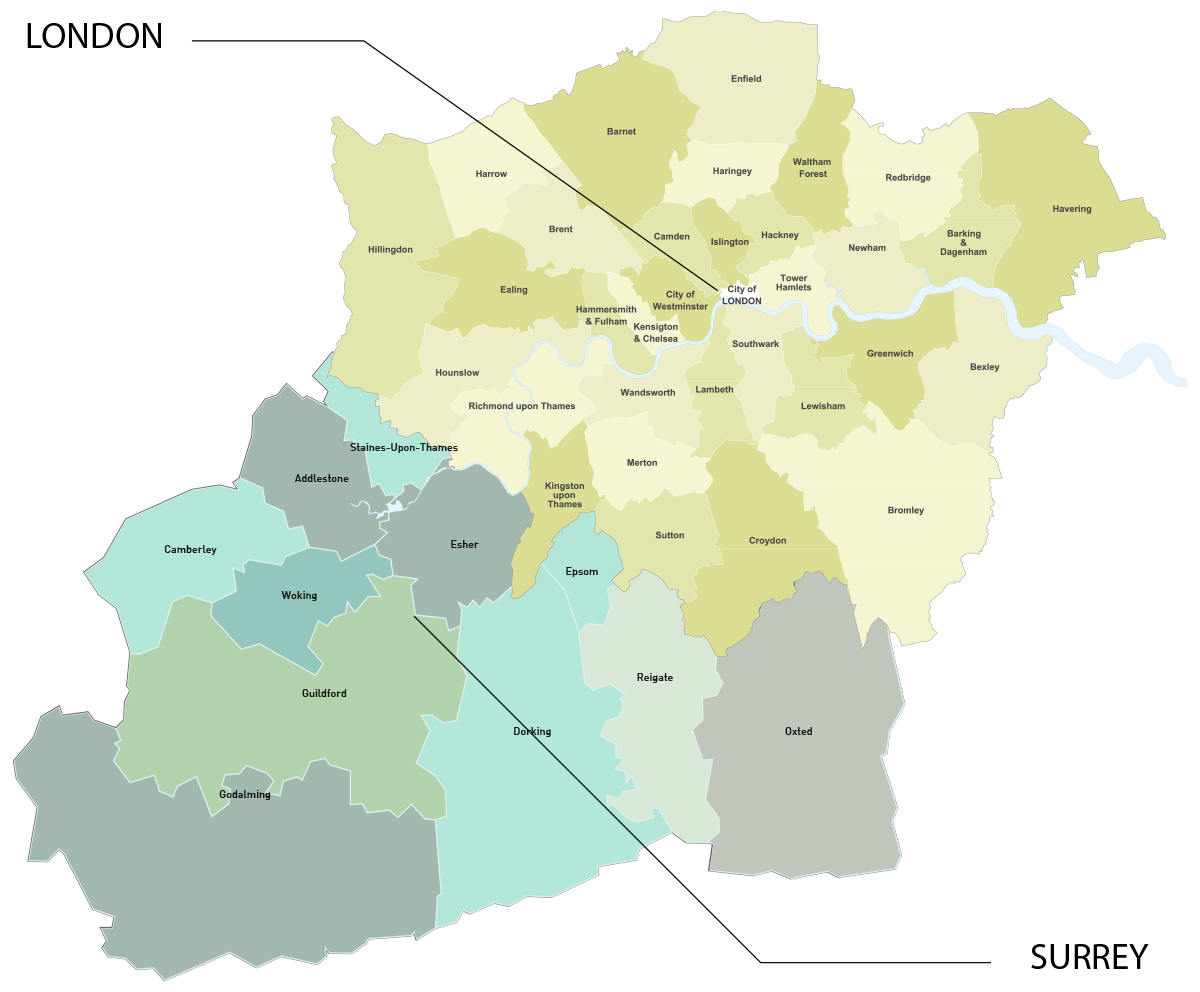 LONDON
Enfield
Barnet
Waltham
Forest
Haringey
Harrow
Redbridge
Havering
Brent
Camden
Islington
Hackney
Barking
&
Dagenham
Newham
Hillingdon
Ealing
Tower
Hamlets
City of
LONDON
City of
Westminster
Hammersmith
& Fulham
Kensigton
& Chelsea
Southwark
Greenwich
Bexley
Hounslow
Wandsworth
Lambeth
Richmond upon Thames
Lewisham
Staines-Upon-Thames
Merton
Addlestone
Kingston
upon
Thames
Bromley
Sutton
Croydon
Esher
Camberley
Epsom
Woking
Reigate
Guildford
Dorking
Oxted
Godalming
SURREY